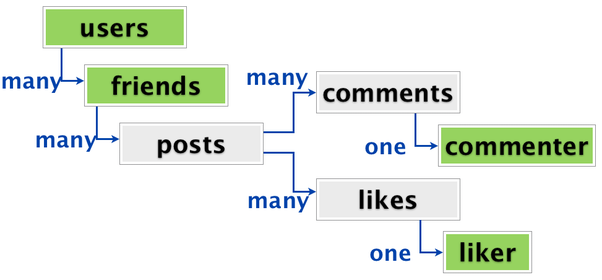 users
many
friends
many
posts
many
comments
one
commenter
many
likes
one
liker